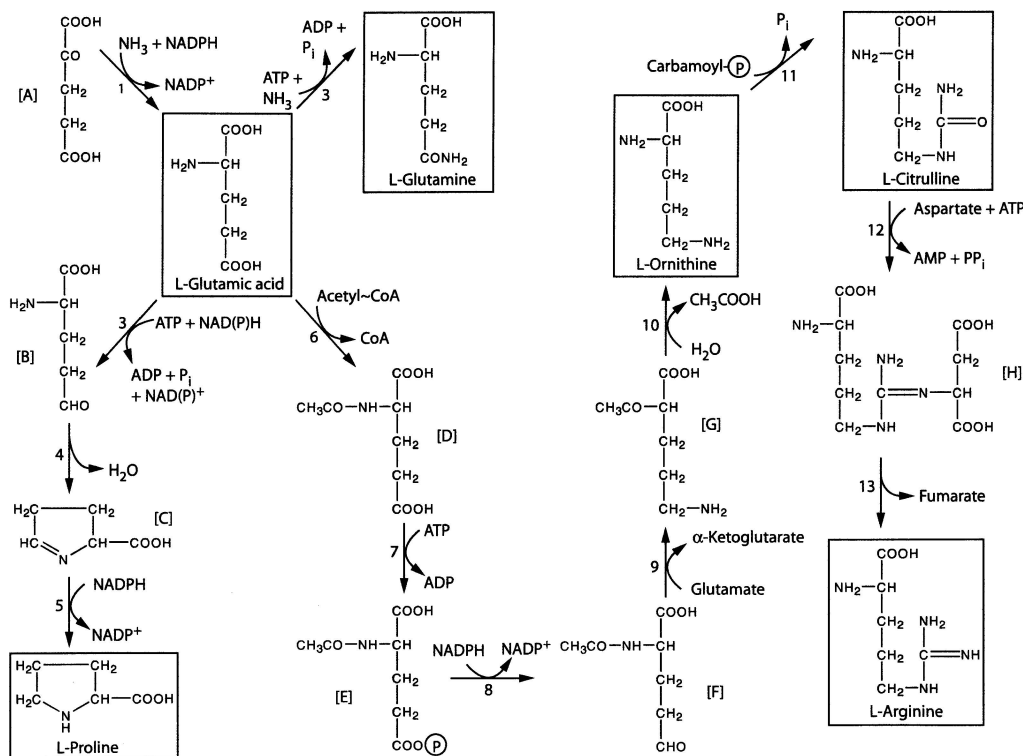 COOH
CO
CH₂
CH₂
COOH
[A]
NH₃ + NADPH
NADP⁺
1
COOH
H₂N—CH
CH₂
CH₂
COOH
L-Glutamic acid
ATP +
NH₃
ADP +
Pᵢ
3
COOH
H₂N—CH
CH₂
CH₂
CONH₂
L-Glutamine
3
ATP + NAD(P)H
ADP + Pᵢ
+ NAD(P)⁺
COOH
H₂N—CH
CH₂
CH₂
CHO
[B]
4
H₂O
H₂C
CH₂
HC
N
CH—COOH
[C]
5
NADPH
NADP⁺
H₂C
CH₂
H₂C
CH—COOH
N
H
L-Proline
Acetyl~CoA
6
CoA
COOH
CH₃CO—NH—CH
CH₂
CH₂
COOH
[D]
7
ATP
ADP
COOH
CH₃CO—NH—CH
CH₂
CH₂
COO P
[E]
NADPH
NADP⁺
8
COOH
CH₃CO—NH—CH
CH₂
CH₂
CHO
[F]
9
α-Ketoglutarate
Glutamate
COOH
CH₃CO—CH
CH₂
CH₂
CH₂—NH₂
[G]
10
CH₃COOH
H₂O
COOH
NH₂—CH
CH₂
CH₂
CH₂—NH₂
L-Ornithine
Carbamoyl-P
Pᵢ
11
COOH
NH₂—CH
CH₂
NH₂
CH₂
C=O
CH₂—NH
L-Citrulline
12
Aspartate + ATP
AMP + PPᵢ
COOH
NH₂—CH
COOH
CH₂
NH₂
CH₂
CH₂
C=N—CH
CH₂—NH
COOH
[H]
13
Fumarate
COOH
NH₂—CH
CH₂
NH₂
CH₂
C=NH
CH₂—NH
L-Arginine